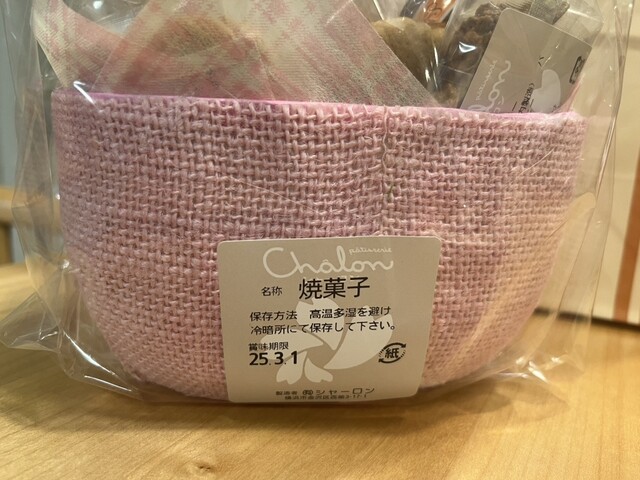 pâtisserie
Châlon
名称 焼菓子
保存方法 高温多湿を避け
冷暗所にて保存して下さい。
賞味期限
25.3.1
紙
製造者 ㈲シャーロン